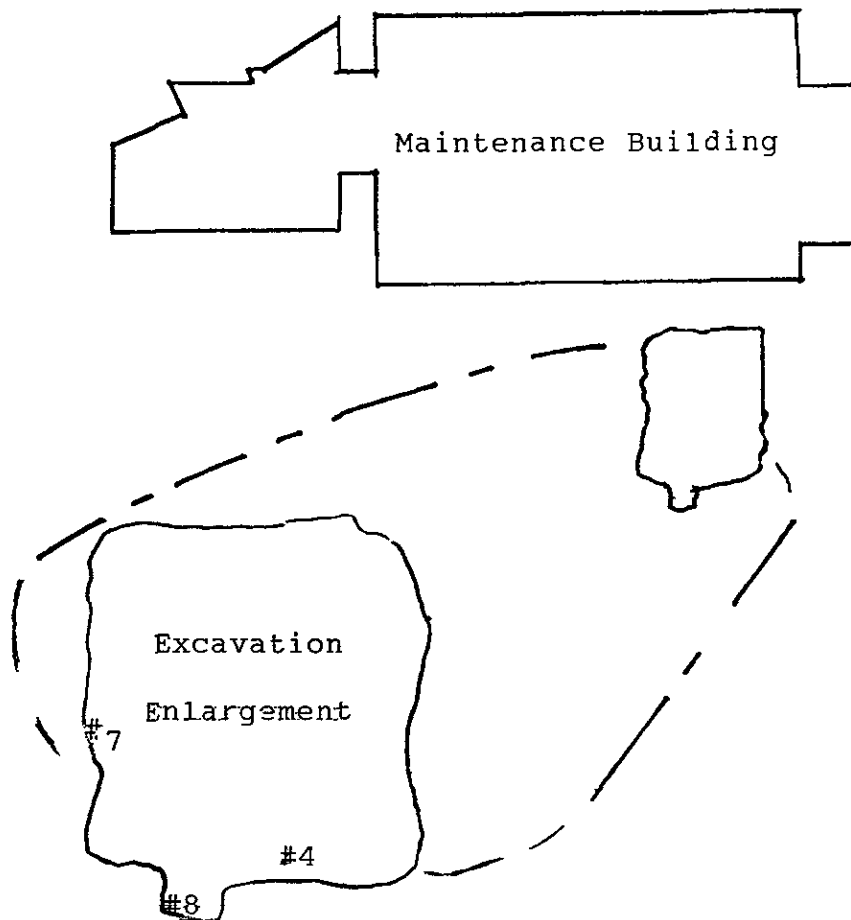 Maintenance Building
Excavation
Enlargement
#7
#4
#8